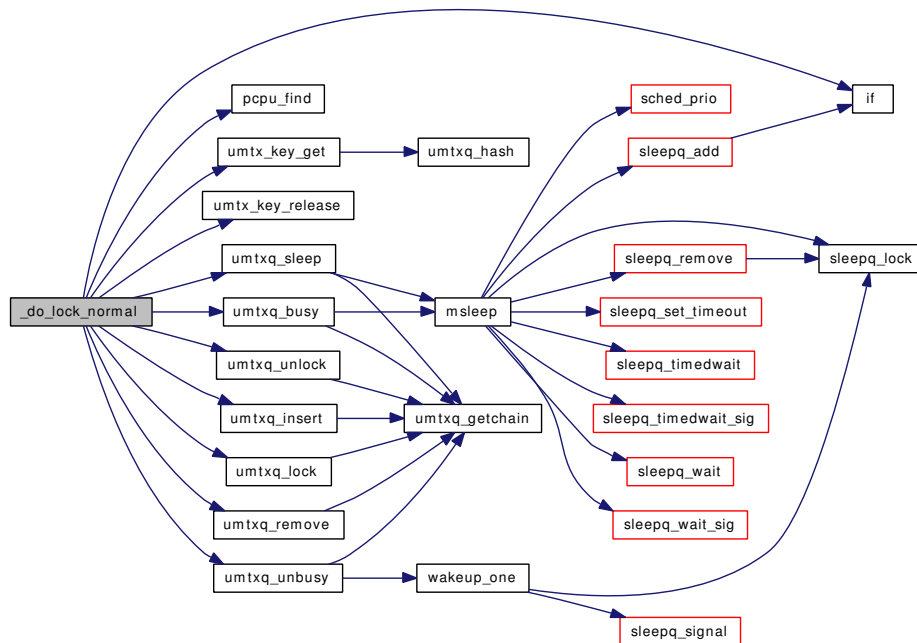 _do_lock_normal
pcpu_find
umtx_key_get
umtx_key_release
umtxq_sleep
umtxq_busy
umtxq_unlock
umtxq_insert
umtxq_lock
umtxq_remove
umtxq_unbusy
umtxq_hash
msleep
umtxq_getchain
wakeup_one
sched_prio
sleepq_add
sleepq_remove
sleepq_set_timeout
sleepq_timedwait
sleepq_timedwait_sig
sleepq_wait
sleepq_wait_sig
sleepq_signal
if
sleepq_lock